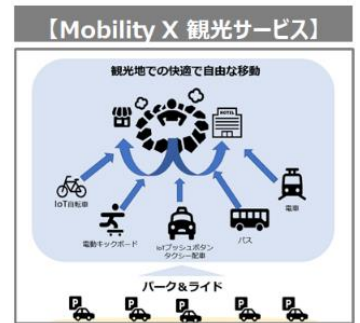 【Mobility X 観光サービス】
観光地での快適で自由な移動
HOTEL
IoT自転車
電動キックボード
IoTプッシュボタン
タクシー配車
バス
電車
パーク&ライド
P P P P P